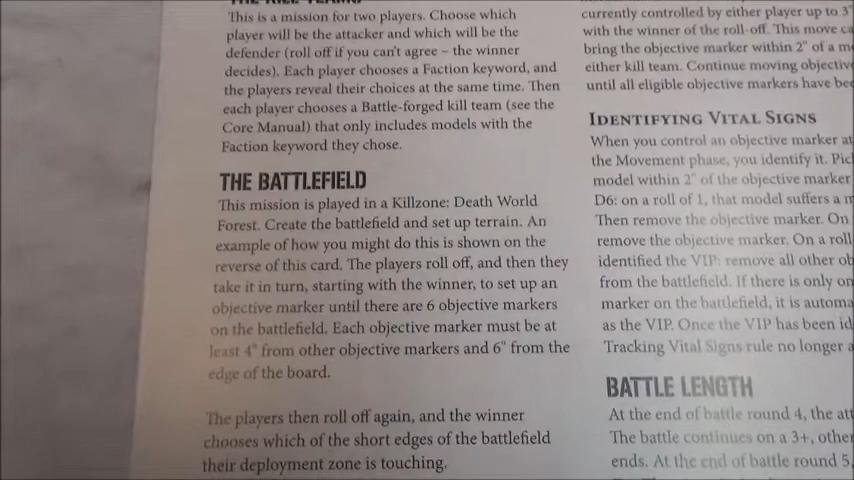 THE KILL TEAMS
This is a mission for two players. Choose which
player will be the attacker and which will be the
defender (roll off if you can't agree – the winner
decides). Each player chooses a Faction keyword, and
the players reveal their choices at the same time. Then
each player chooses a Battle-forged kill team (see the
Core Manual) that only includes models with the
Faction keyword they chose.
THE BATTLEFIELD
This mission is played in a Killzone: Death World
Forest. Create the battlefield and set up terrain. An
example of how you might do this is shown on the
reverse of this card. The players roll off, and then they
take it in turn, starting with the winner, to set up an
objective marker until there are 6 objective markers
on the battlefield. Each objective marker must be at
least 4" from other objective markers and 6" from the
edge of the board.
The players then roll off again, and the winner
chooses which of the short edges of the battlefield
their deployment zone is touching.
currently controlled by either player up to 3"
with the winner of the roll-off. This move ca
bring the objective marker within 2" of a m
either kill team. Continue moving objectiv
until all eligible objective markers have bee
IDENTIFYING VITAL SIGNS
When you control an objective marker at
the Movement phase, you identify it. Pic
model within 2" of the objective marker
D6: on a roll of 1, that model suffers a m
Then remove the objective marker. On
remove the objective marker. On a roll
identified the VIP: remove all other ob
from the battlefield. If there is only on
marker on the battlefield, it is automa
as the VIP. Once the VIP has been id
Tracking Vital Signs rule no longer a
BATTLE LENGTH
At the end of battle round 4, the att
The battle continues on a 3+, other
ends. At the end of battle round 5,